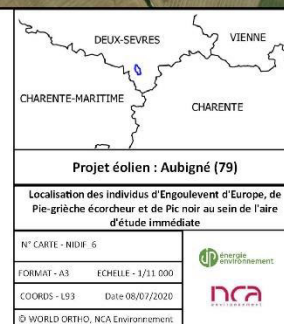 DEUX-SEVRES
VIENNE
CHARENTE-MARITIME
CHARENTE
Projet éolien : Aubigné (79)
Localisation des individus d'Engoulevent d'Europe, de
Pie-grièche écorcheur et de Pic noir au sein de l'aire
d'étude immédiate
N° CARTE - NIDIF_6
FORMAT - A3 ECHELLE - 1/11 000
COORDS - L93 Date 08/07/2020
© WORLD ORTHO, NCA Environnement
énergie
environnement
nca
environnement